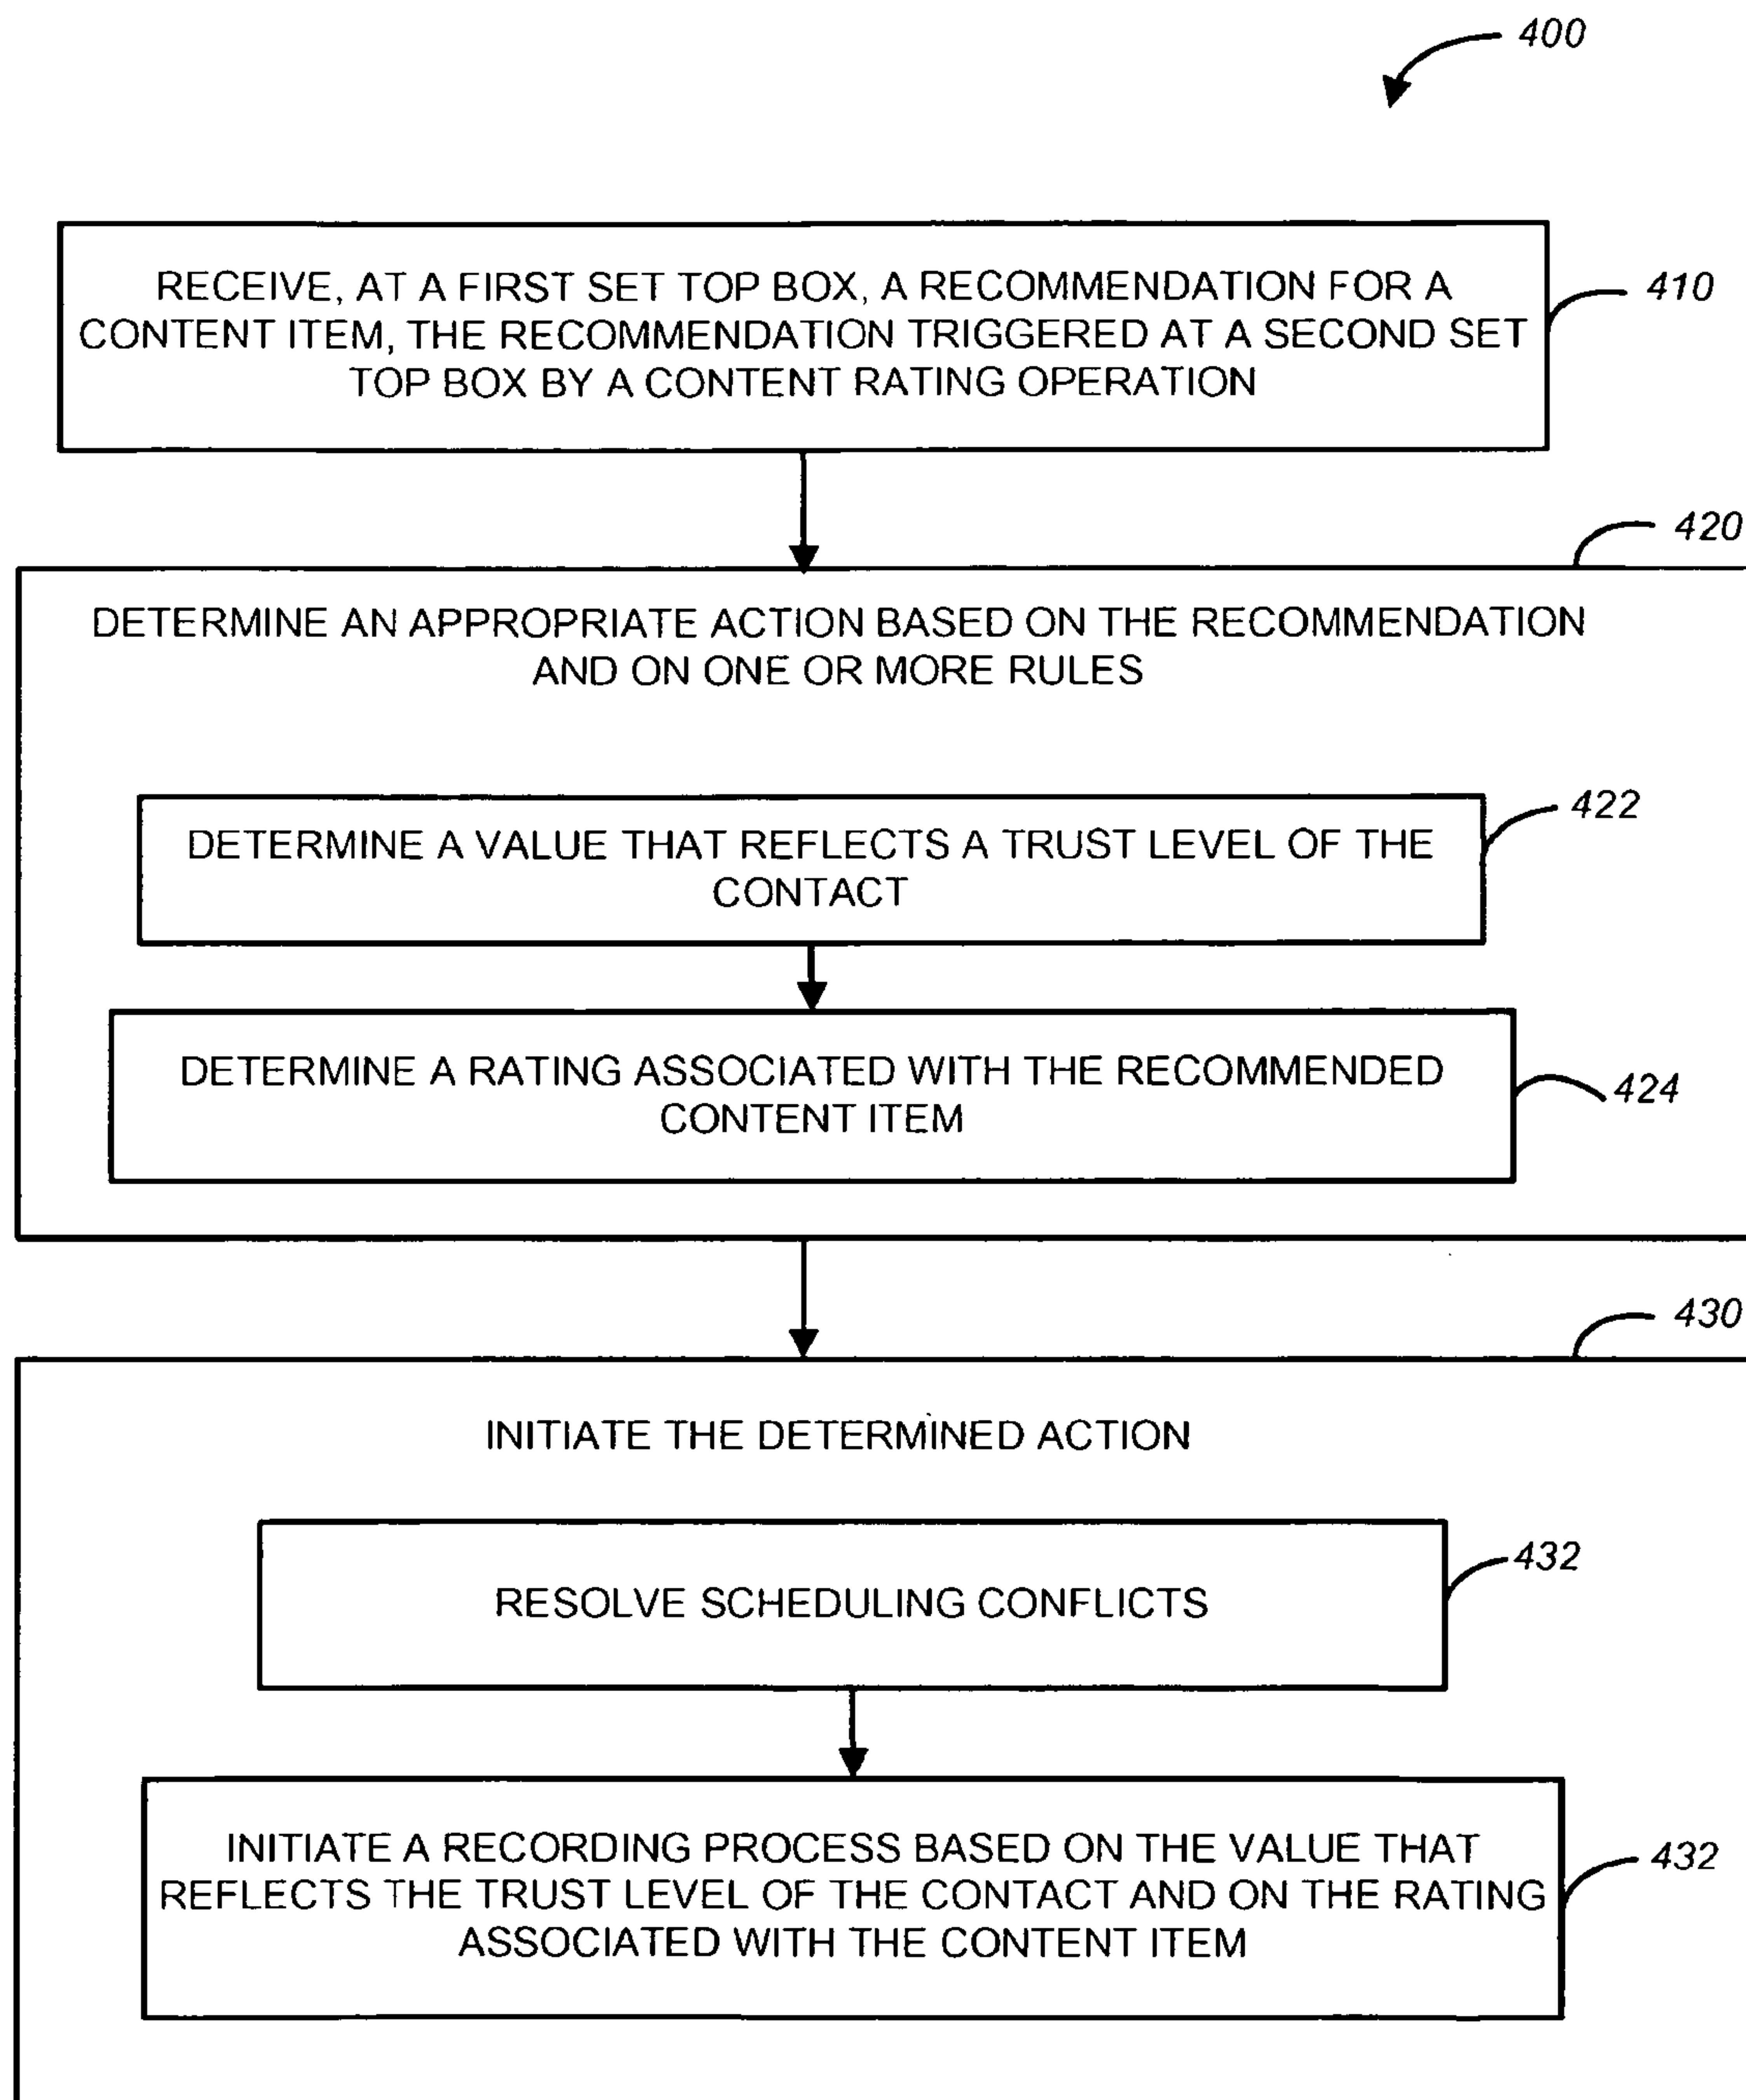 400
RECEIVE, AT A FIRST SET TOP BOX, A RECOMMENDATION FOR A
CONTENT ITEM, THE RECOMMENDATION TRIGGERED AT A SECOND SET
TOP BOX BY A CONTENT RATING OPERATION
410
420
DETERMINE AN APPROPRIATE ACTION BASED ON THE RECOMMENDATION
AND ON ONE OR MORE RULES
422
DETERMINE A VALUE THAT REFLECTS A TRUST LEVEL OF THE
CONTACT
DETERMINE A RATING ASSOCIATED WITH THE RECOMMENDED
CONTENT ITEM
424
430
INITIATE THE DETERMINED ACTION
432
RESOLVE SCHEDULING CONFLICTS
INITIATE A RECORDING PROCESS BASED ON THE VALUE THAT
REFLECTS THE TRUST LEVEL OF THE CONTACT AND ON THE RATING
ASSOCIATED WITH THE CONTENT ITEM
432